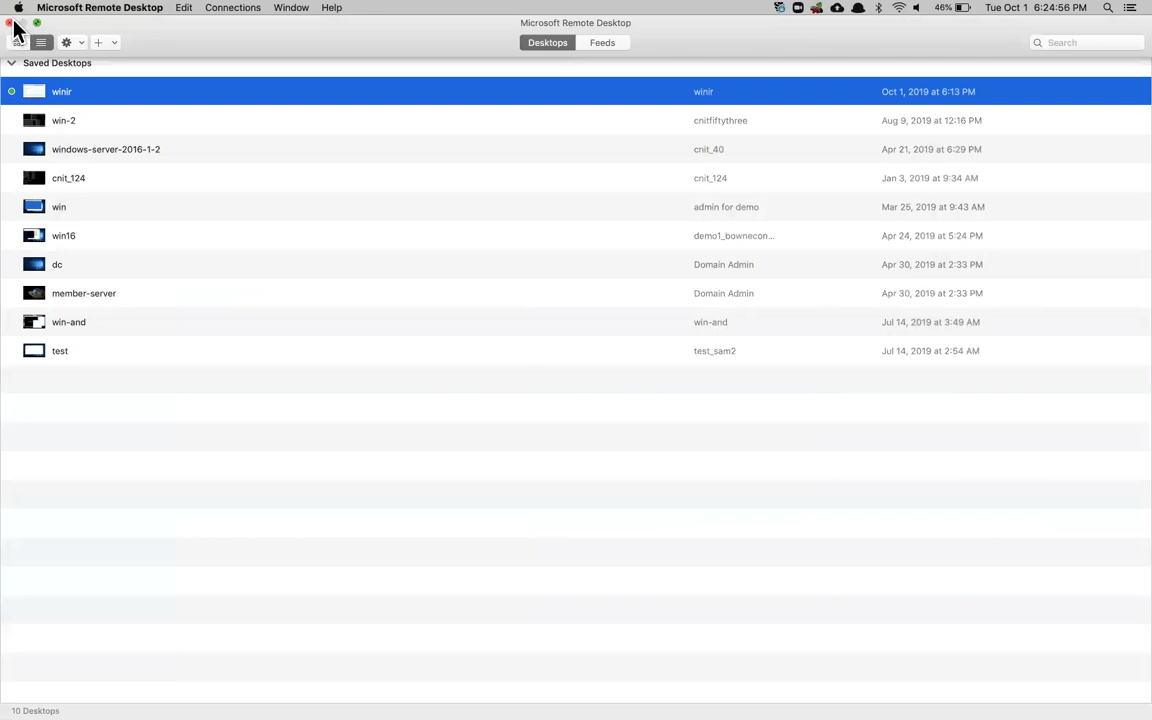 Microsoft Remote Desktop Edit Connections Window Help 46% Tue Oct 1 6:24:56 PM
Microsoft Remote Desktop
Desktops Feeds Search
Saved Desktops
winir winir Oct 1, 2019 at 6:13 PM
win-2 cnitfiftythree Aug 9, 2019 at 12:16 PM
windows-server-2016-1-2 cnit_40 Apr 21, 2019 at 6:29 PM
cnit_124 cnit_124 Jan 3, 2019 at 9:34 AM
win admin for demo Mar 25, 2019 at 9:43 AM
win16 demo1_bownecon... Apr 24, 2019 at 5:24 PM
dc Domain Admin Apr 30, 2019 at 2:33 PM
member-server Domain Admin Apr 30, 2019 at 2:33 PM
win-and win-and Jul 14, 2019 at 3:49 AM
test test_sam2 Jul 14, 2019 at 2:54 AM
10 Desktops